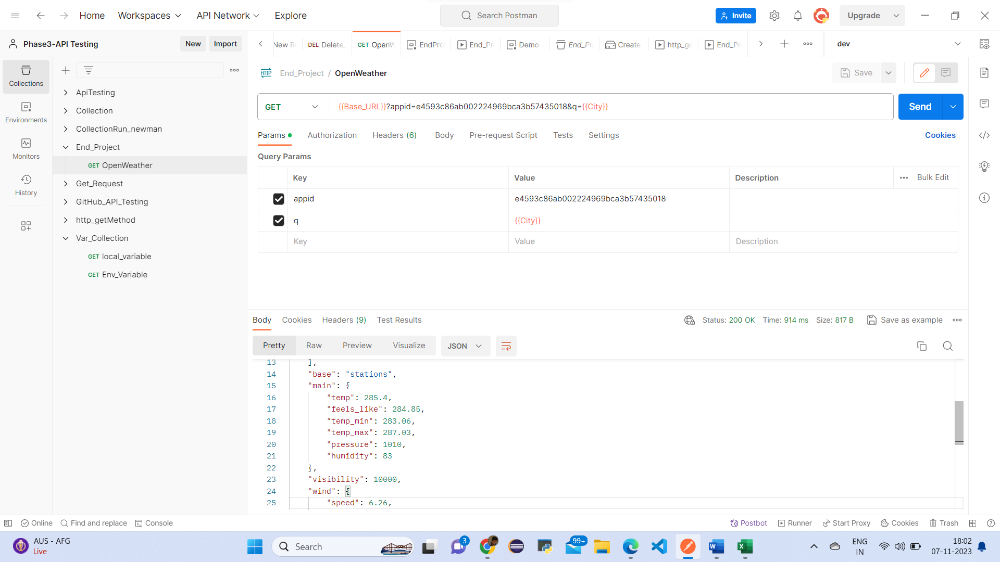 Home Workspaces API Network Explore Search Postman Invite Upgrade
Phase3-API Testing New Import
New R DEL Delete_ GET OpenW EndPro End_Pr Demo End_Pr Create http_ge End_Pr dev
Collections
Environments
Monitors
History
ApiTesting
Collection
CollectionRun_newman
End_Project
GET OpenWeather
Get_Request
GitHub_API_Testing
http_getMethod
Var_Collection
GET local_variable
GET Env_Variable
HTTP End_Project / OpenWeather Save
GET {{Base_URL}}?appid=e4593c86ab002224969bca3b57435018&q={{City}} Send
Params Authorization Headers (6) Body Pre-request Script Tests Settings Cookies
Query Params
Key Value Description Bulk Edit
appid e4593c86ab002224969bca3b57435018
q {{City}}
Key Value Description
Body Cookies Headers (9) Test Results Status: 200 OK Time: 914 ms Size: 817 B Save as example
Pretty Raw Preview Visualize JSON
13 ],
14 "base": "stations",
15 "main": {
16 "temp": 285.4,
17 "feels_like": 284.85,
18 "temp_min": 283.06,
19 "temp_max": 287.03,
20 "pressure": 1010,
21 "humidity": 83
22 },
23 "visibility": 10000,
24 "wind": {
25 "speed": 6.26,
Online Find and replace Console Postbot Runner Start Proxy Cookies Trash
AUS - AFG
Live
Search
3
99+
ENG
IN
18:02
07-11-2023